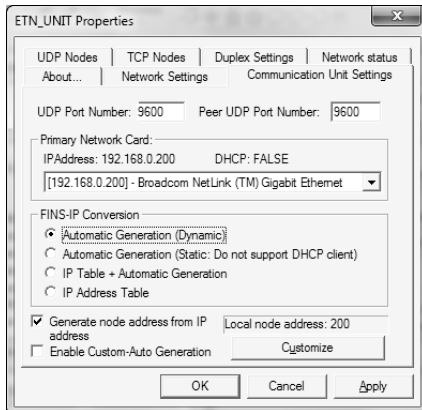 ETN_UNIT Properties
UDP Nodes TCP Nodes Duplex Settings Network status
About... Network Settings Communication Unit Settings
UDP Port Number: 9600 Peer UDP Port Number: 9600
Primary Network Card:
IPAddress: 192.168.0.200 DHCP: FALSE
[192.168.0.200] - Broadcom NetLink (TM) Gigabit Ethernet
FINS-IP Conversion
Automatic Generation (Dynamic)
Automatic Generation (Static: Do not support DHCP client)
IP Table + Automatic Generation
IP Address Table
Generate node address from IP
address
Local node address: 200
Enable Custom-Auto Generation
Customize
OK Cancel Apply